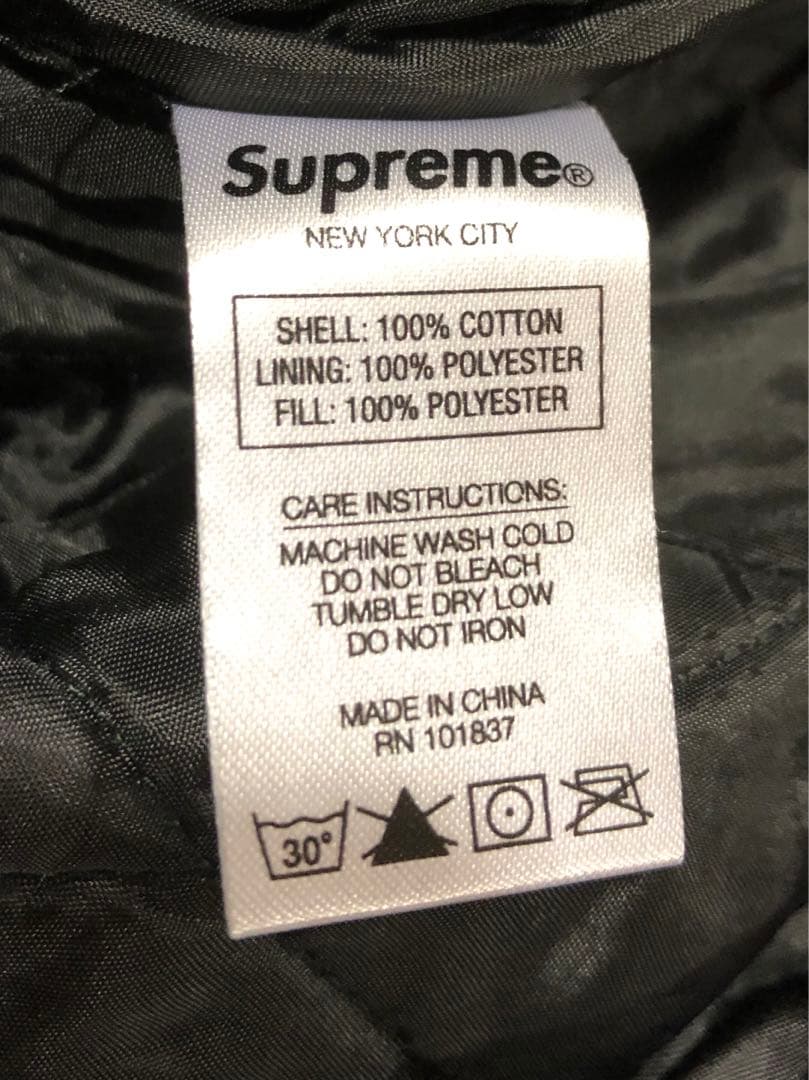 Supreme®
NEW YORK CITY
SHELL: 100% COTTON
LINING: 100% POLYESTER
FILL: 100% POLYESTER
CARE INSTRUCTIONS:
MACHINE WASH COLD
DO NOT BLEACH
TUMBLE DRY LOW
DO NOT IRON
MADE IN CHINA
RN 101837
30°